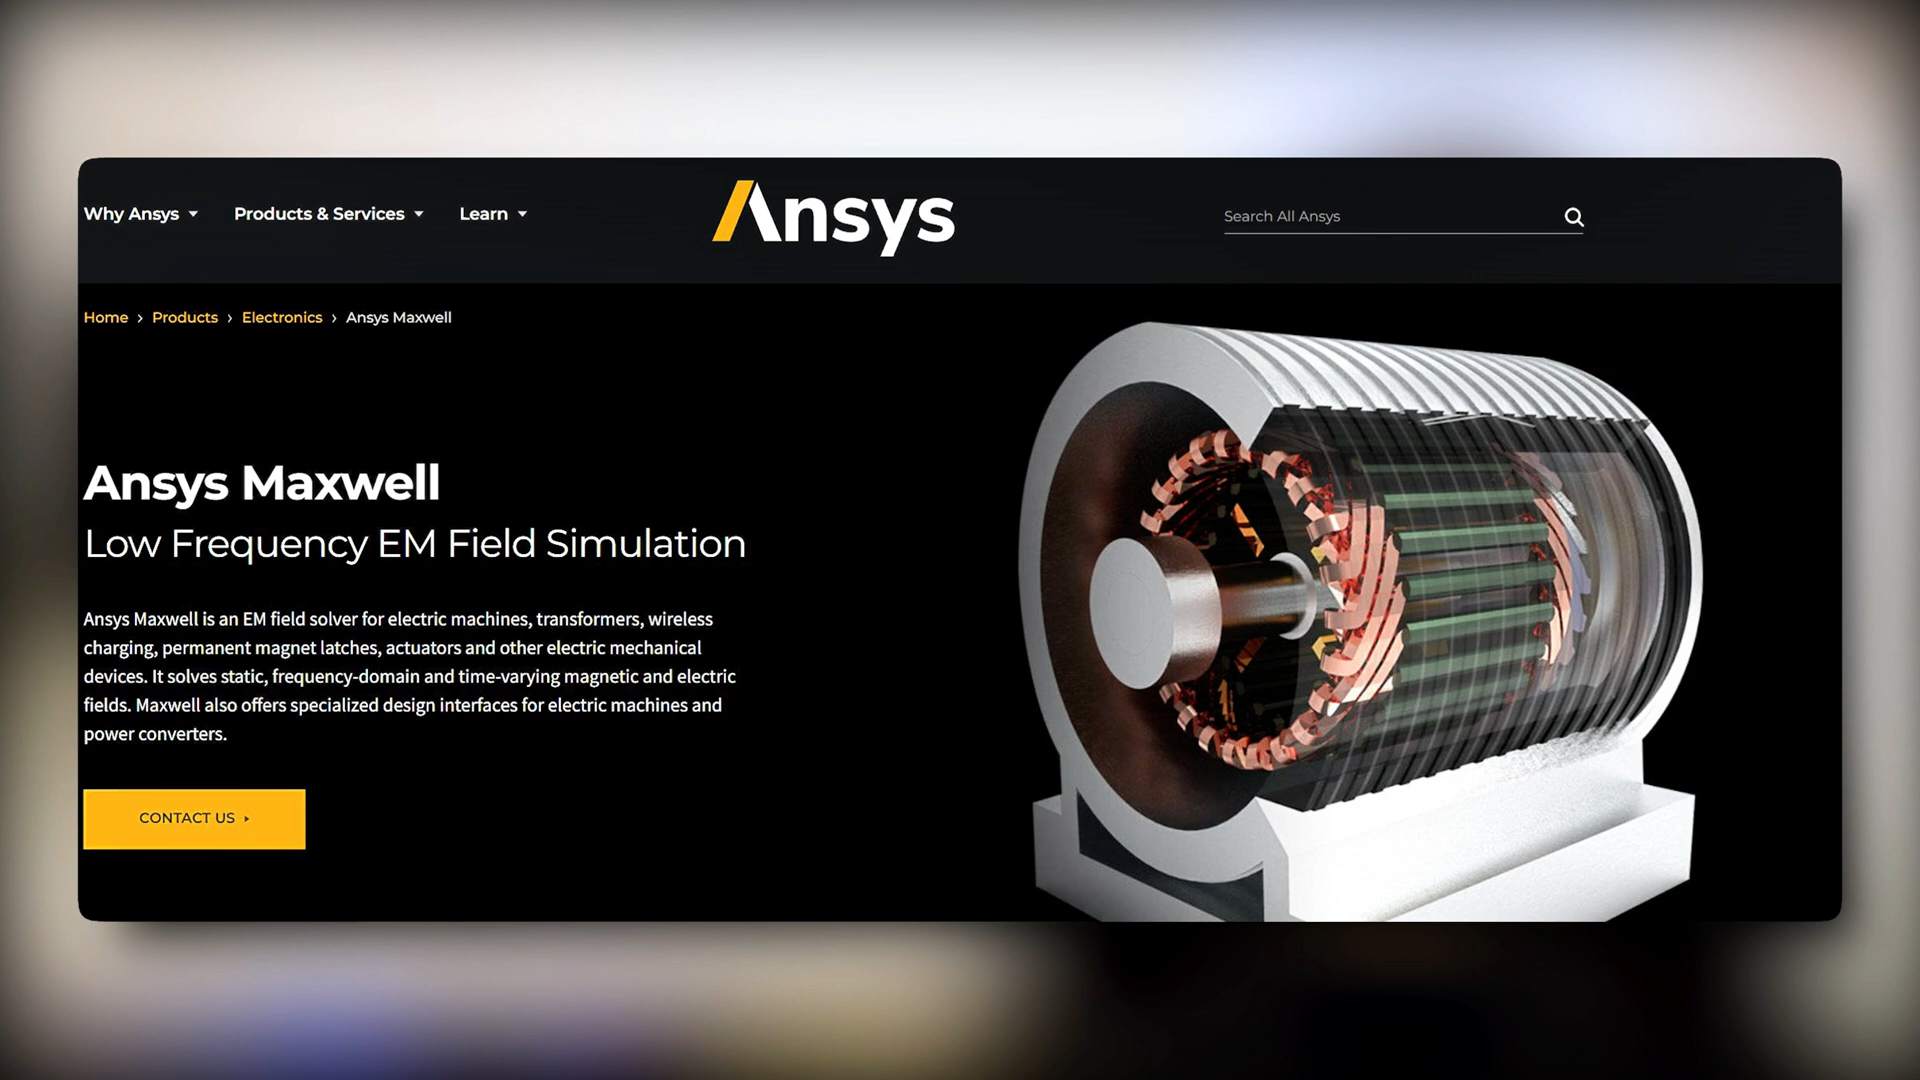 Why Ansys
Products & Services
Learn
Ansys
Search All Ansys
Home › Products › Electronics › Ansys Maxwell
Ansys Maxwell
Low Frequency EM Field Simulation
Ansys Maxwell is an EM field solver for electric machines, transformers, wireless
charging, permanent magnet latches, actuators and other electric mechanical
devices. It solves static, frequency-domain and time-varying magnetic and electric
fields. Maxwell also offers specialized design interfaces for electric machines and
power converters.
CONTACT US